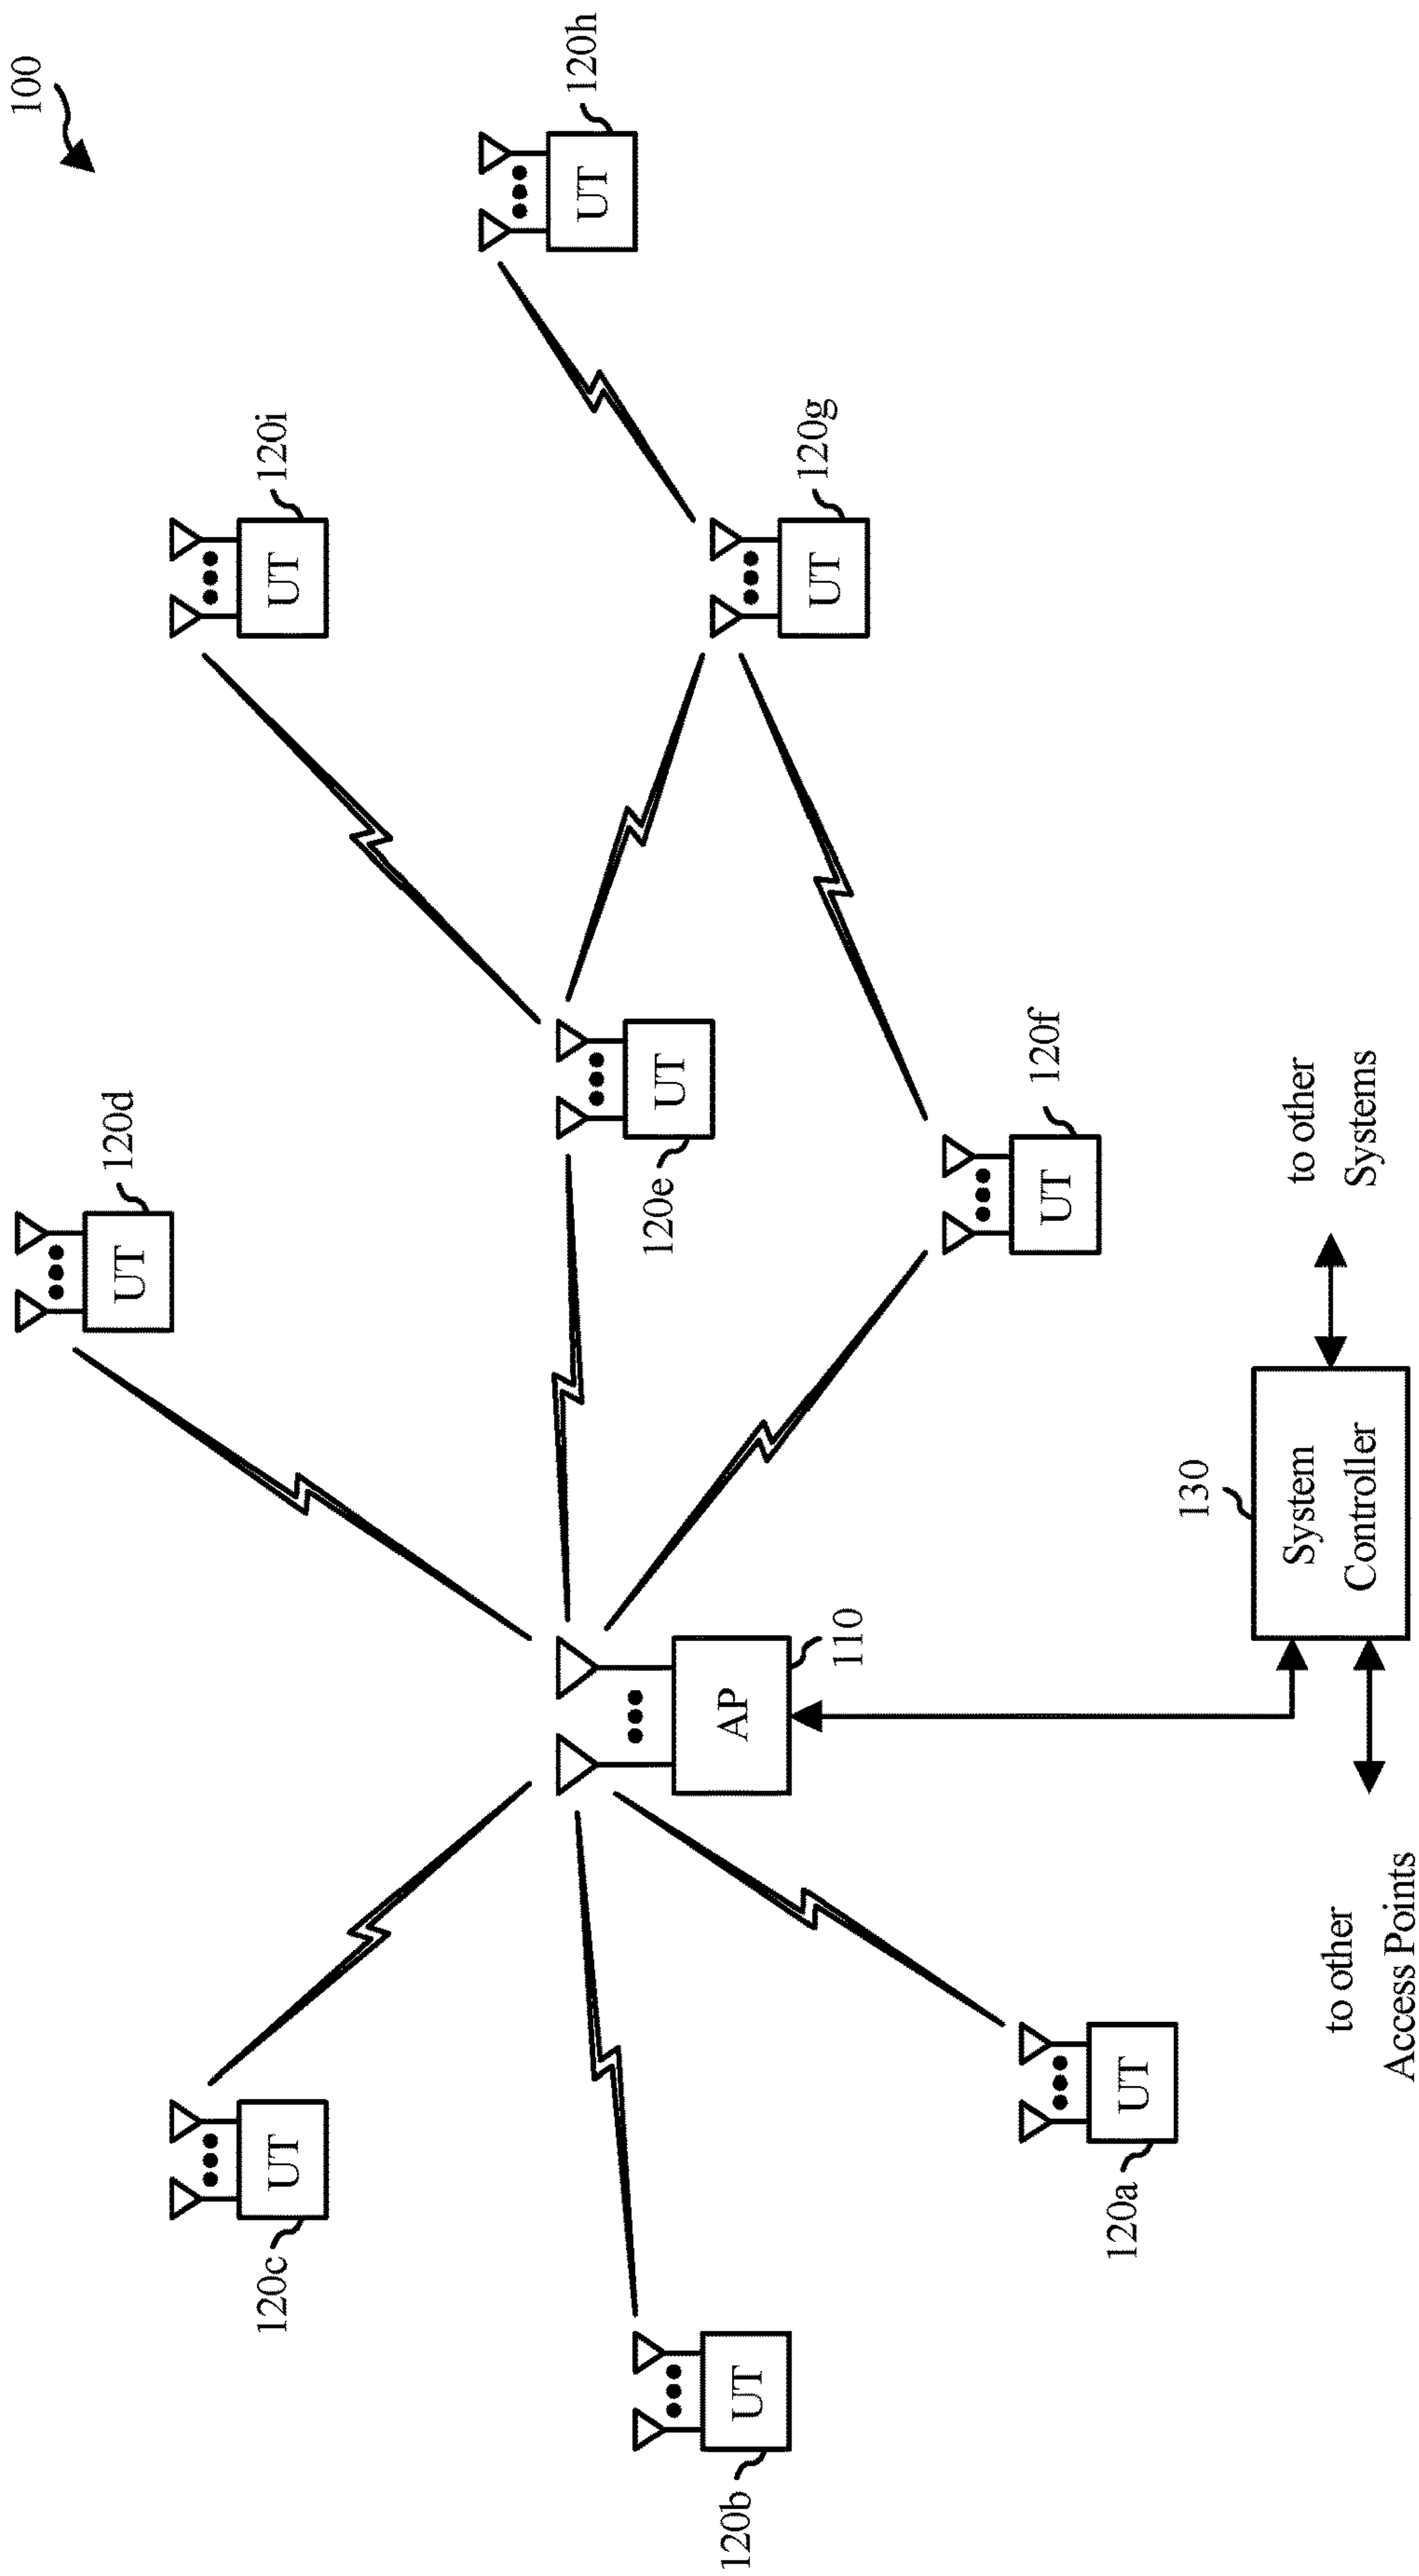 100
120d
UT
120i
UT
120h
UT
120c
UT
UT
120e
UT
120g
120b
UT
AP
110
UT
120f
120a
UT
130
System
Controller
to other
Systems
to other
Access Points